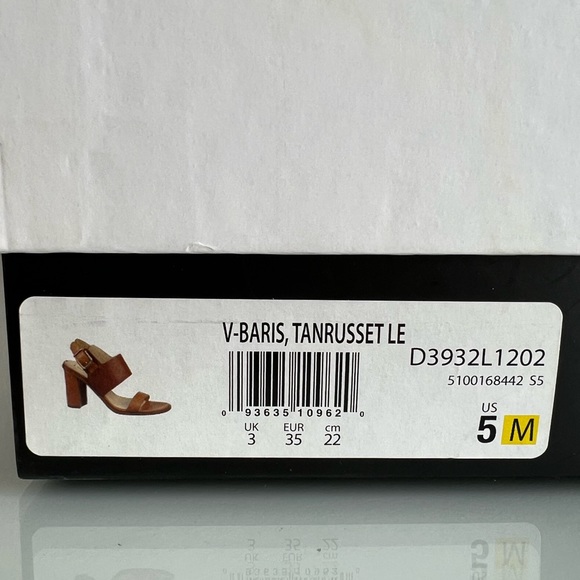 V-BARIS, TANRUSSET LE
D3932L1202
5100168442 S5
0 93635 10962 0
UK EUR cm
3 35 22
US
5 M